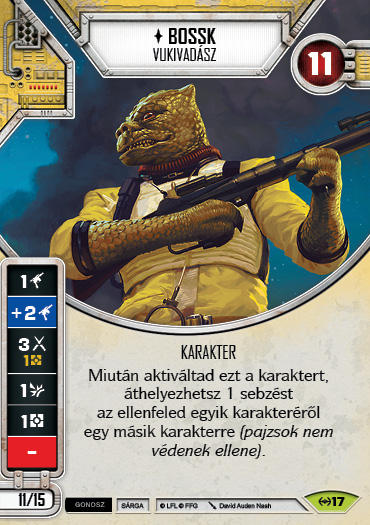 BOSSK
VUKIVADÁSZ
11
1
+2
3
1
1
1
-
11/15
KARAKTER
Miután aktiváltad ezt a karaktert,
áthelyezhetsz 1 sebzést
az ellenfeled egyik karakteréről
egy másik karakterre (pajzsok nem
védenek ellene).
GONOSZ
SÁRGA
© LFL © FFG
David Auden Nash
17